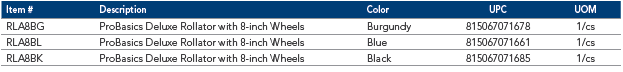 Item # Description Color UPC UOM
RLA8BG ProBasics Deluxe Rollator with 8-inch Wheels Burgundy 815067071678 1/cs
RLA8BL ProBasics Deluxe Rollator with 8-inch Wheels Blue 815067071661 1/cs
RLA8BK ProBasics Deluxe Rollator with 8-inch Wheels Black 815067071685 1/cs